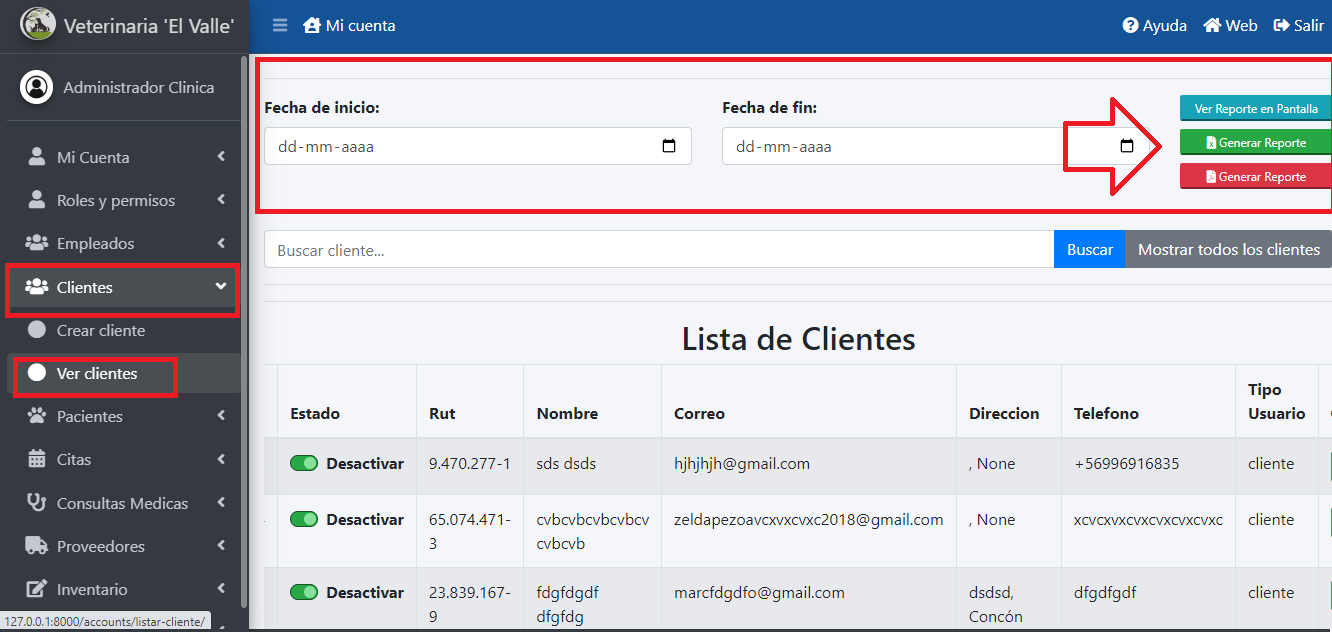 Veterinaria 'El Valle'
Mi cuenta
Ayuda
Web
Salir
Administrador Clinica
Mi Cuenta
Roles y permisos
Empleados
Clientes
Crear cliente
Ver clientes
Pacientes
Citas
Consultas Medicas
Proveedores
Inventario
127.0.0.1:8000/accounts/listar-cliente/
Fecha de inicio:
dd-mm-aaaa
Fecha de fin:
dd-mm-aaaa
Ver Reporte en Pantalla
Generar Reporte
Generar Reporte
Buscar cliente...
Buscar
Mostrar todos los clientes
Lista de Clientes
Estado Rut Nombre Correo Direccion Telefono Tipo
Usuario
Desactivar 9.470.277-1 sds dsds hjhjhjh@gmail.com , None +56996916835 cliente
Desactivar 65.074.471- cvbcvbcvbcvbcv zeldapezoavcxvxcvxc2018@gmail.com , None xcvcxvxcvxcvxcvxcvxc cliente
3 cvbcvb
Desactivar 23.839.167- fdgfdgdf marcfdgdfo@gmail.com dsdsd, dfgdfgdf cliente
9 dfgfdg Concón